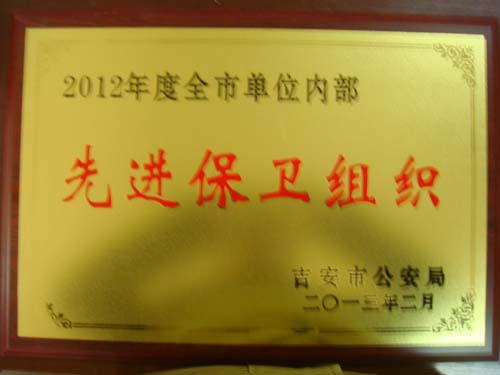 2012年度全市单位内部
先进保卫组织
吉安市公安局
二〇一三年二月